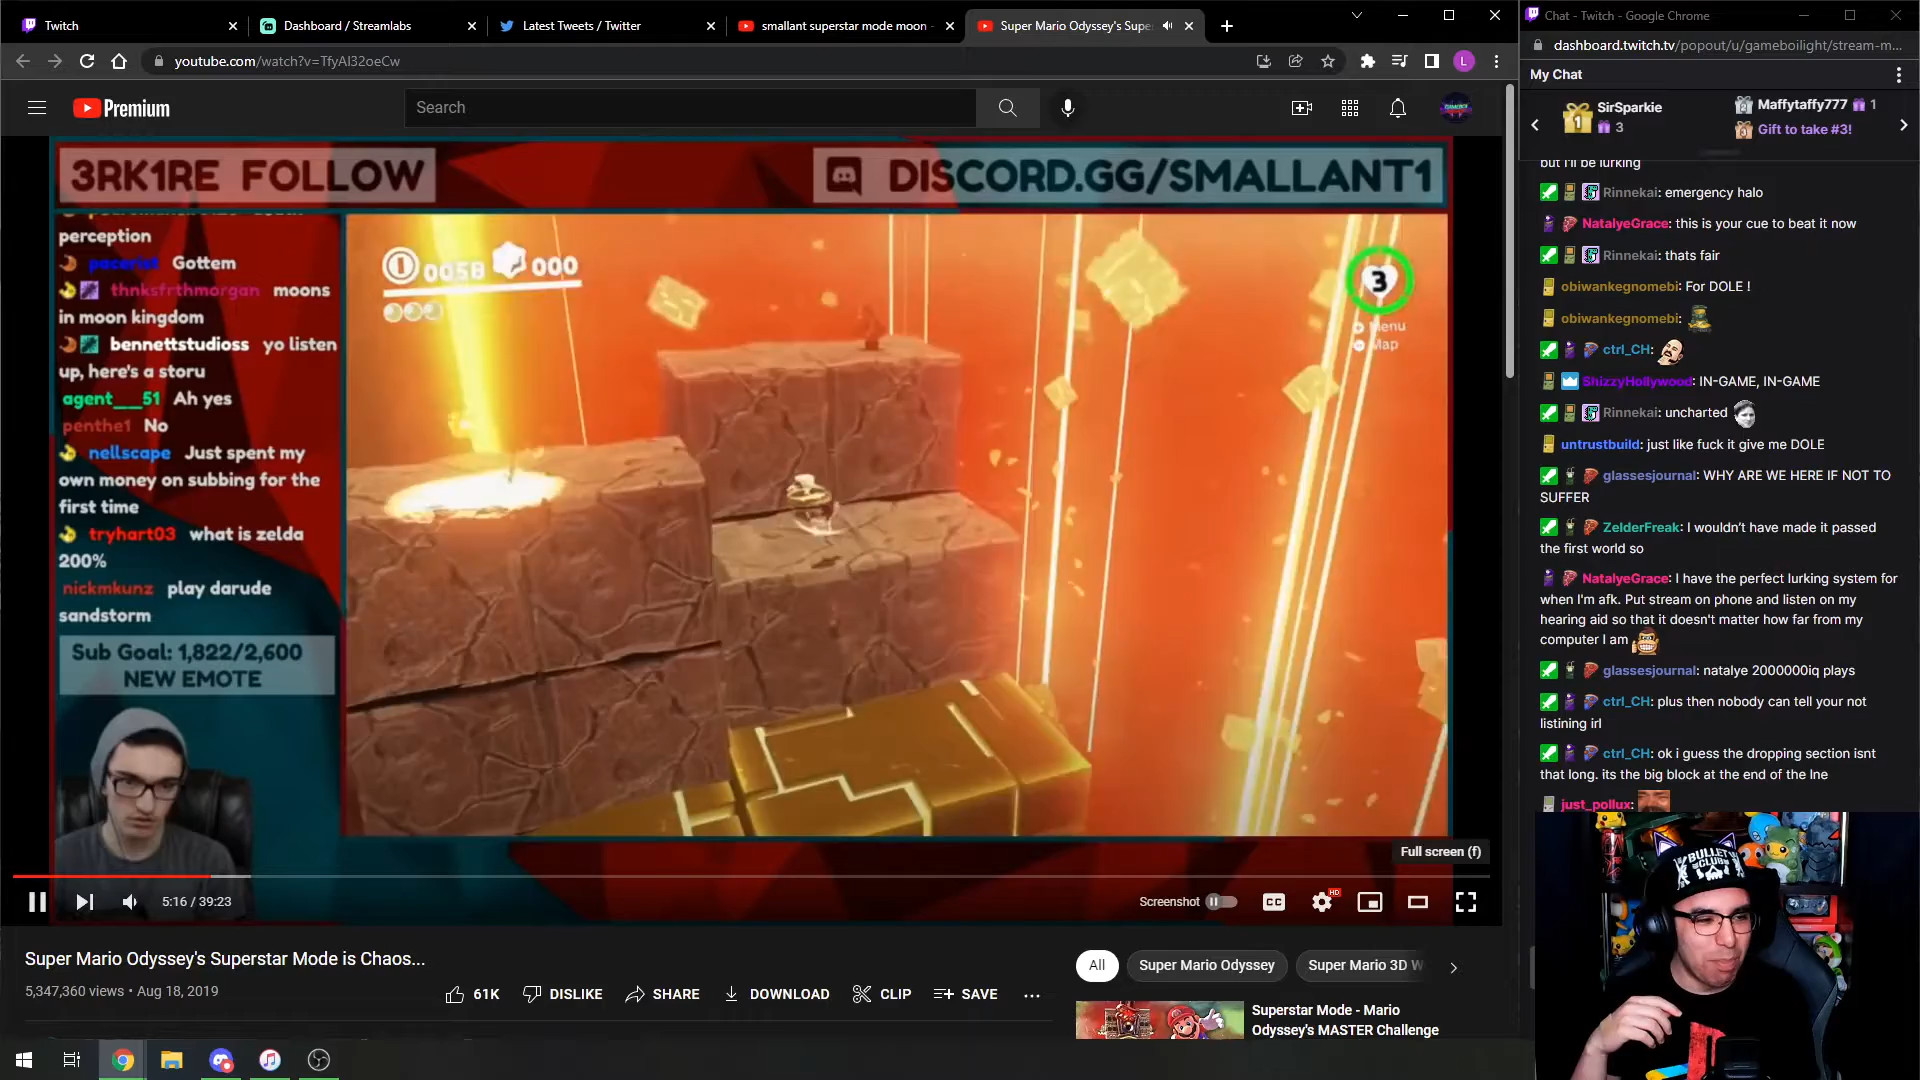 Twitch
Dashboard / Streamlabs
Latest Tweets / Twitter
smallant superstar mode moon -
Super Mario Odyssey's Supe
youtube.com/watch?v=TfyAI32oeCw
L
Premium
Search
3RK1RE FOLLOW
DISCORD.GG/SMALLANT1
perception
pacerist Gottem
thnksfrthmorgan moons
in moon kingdom
bennettstudioss yo listen
up, here's a storu
agent__51 Ah yes
penthe1 No
nellscape Just spent my
own money on subbing for the
first time
tryhart03 what is zelda
200%
nickmkunz play darude
sandstorm
Sub Goal: 1,822/2,600
NEW EMOTE
0058 000
3
Menu
Map
Full screen (f)
5:16 / 39:23
Screenshot
CC
HD
Super Mario Odyssey's Superstar Mode is Chaos...
5,347,360 views • Aug 18, 2019
61K DISLIKE SHARE DOWNLOAD CLIP SAVE ...
All
Super Mario Odyssey
Super Mario 3D W
Superstar Mode - Mario
Odyssey's MASTER Challenge
Chat - Twitch - Google Chrome
dashboard.twitch.tv/popout/u/gameboilight/stream-m...
My Chat
1 SirSparkie
3
2 Maffytaffy777 1
3 Gift to take #3!
but I'll be lurking
Rinnekai: emergency halo
NatalyeGrace: this is your cue to beat it now
Rinnekai: thats fair
obiwankegnomebi: For DOLE !
obiwankegnomebi:
ctrl_CH:
ShizzyHollywood: IN-GAME, IN-GAME
Rinnekai: uncharted
untrustbuild: just like fuck it give me DOLE
glassesjournal: WHY ARE WE HERE IF NOT TO
SUFFER
ZelderFreak: I wouldn't have made it passed
the first world so
NatalyeGrace: I have the perfect lurking system for
when I'm afk. Put stream on phone and listen on my
hearing aid so that it doesn't matter how far from my
computer I am
glassesjournal: natalye 2000000iq plays
ctrl_CH: plus then nobody can tell your not
listining irl
ctrl_CH: ok i guess the dropping section isnt
that long. its the big block at the end of the lne
just_pollux:
BULLET
CLUB